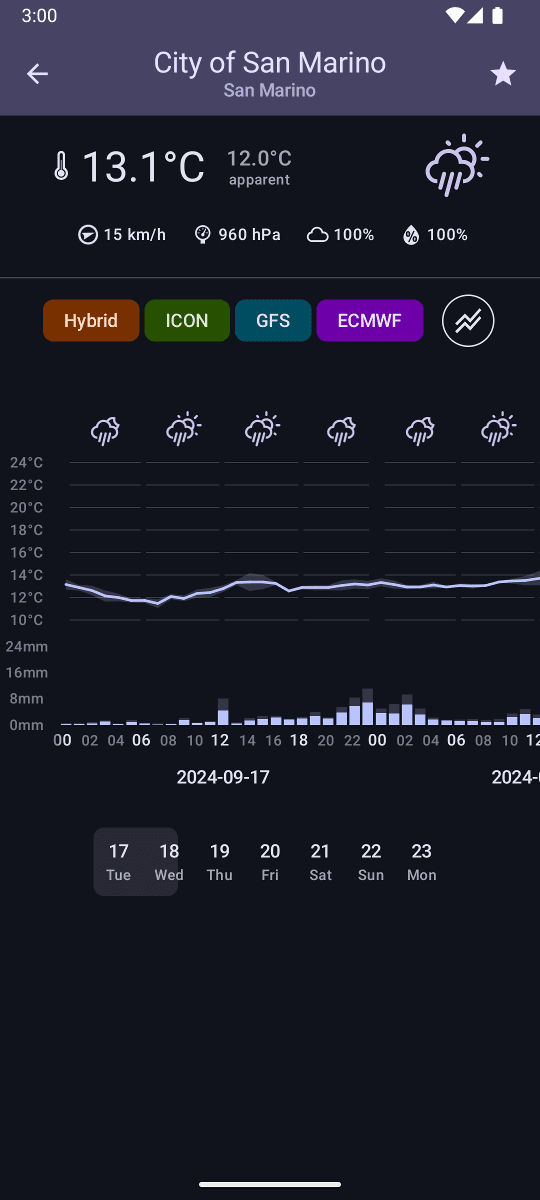 3:00
City of San Marino
San Marino
13.1°C
12.0°C
apparent
15 km/h 960 hPa 100% % 100%
Hybrid ICON GFS ECMWF
24°C
22°C
20°C
18°C
16°C
14°C
12°C
10°C
24mm
16mm
8mm
0mm
00 02 04 06 08 10 12 14 16 18 20 22 00 02 04 06 08 10 12
2024-09-17 2024-
17 18 19 20 21 22 23
Tue Wed Thu Fri Sat Sun Mon